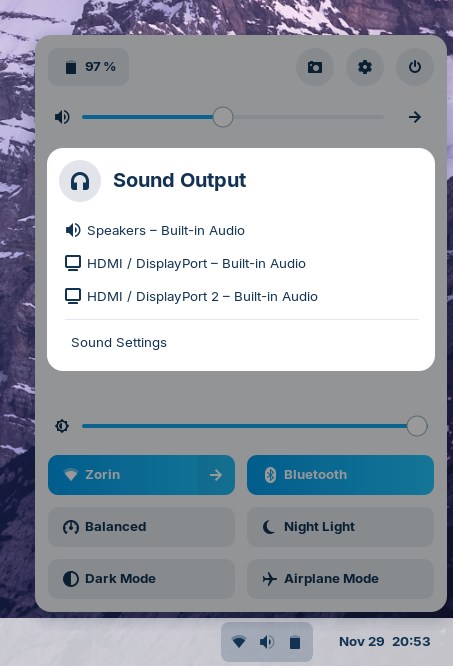 97 %
Sound Output
Speakers – Built-in Audio
HDMI / DisplayPort – Built-in Audio
HDMI / DisplayPort 2 – Built-in Audio
Sound Settings
Zorin
Bluetooth
Balanced
Night Light
Dark Mode
Airplane Mode
Nov 29 20:53